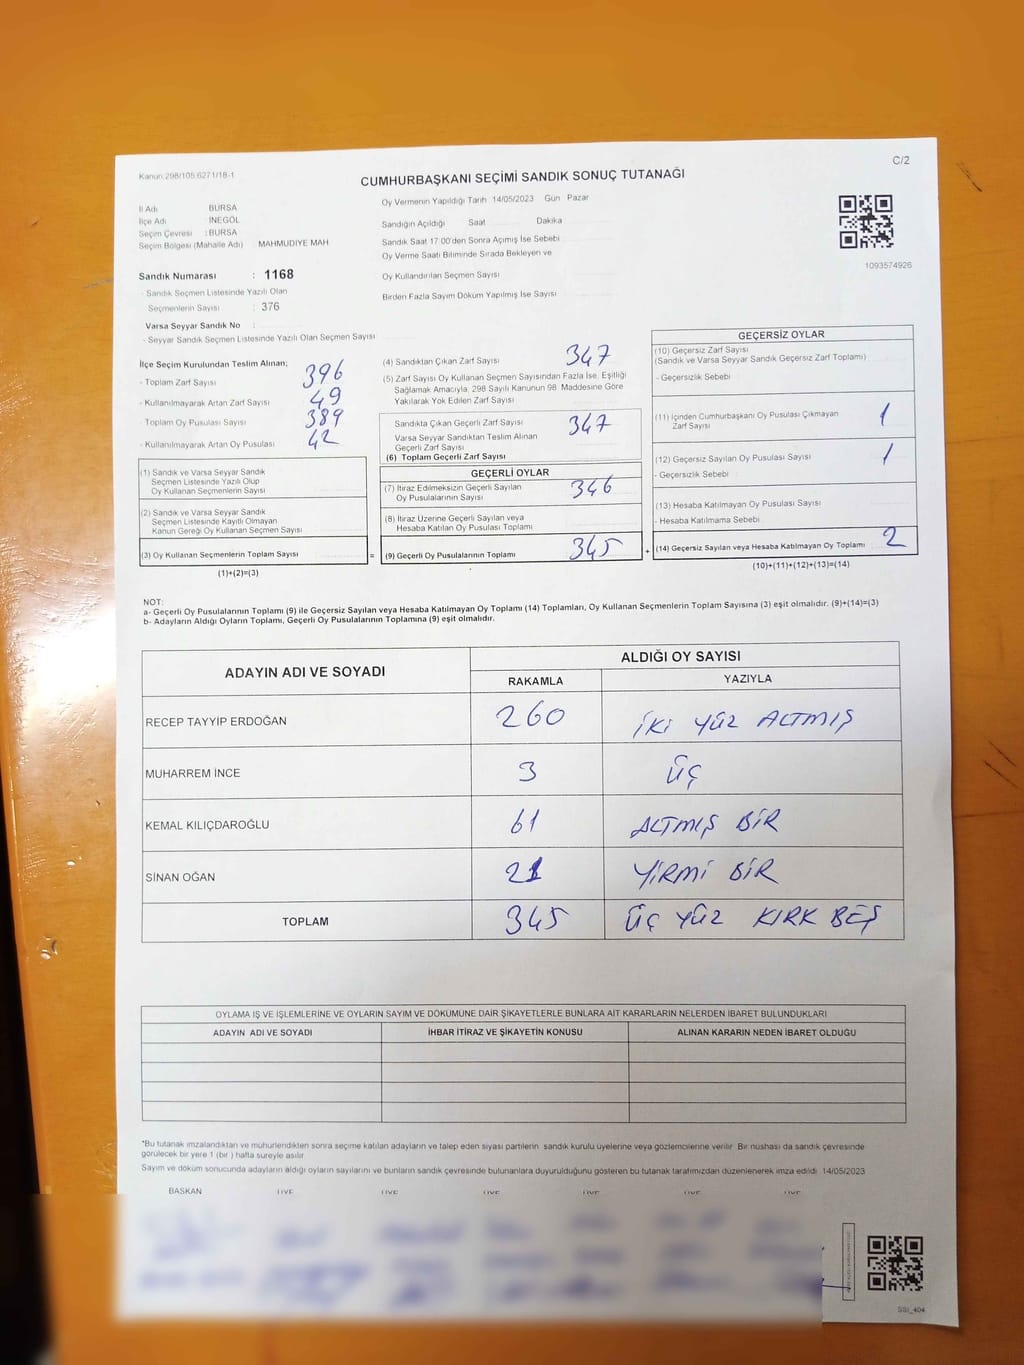 Kanun:298/105.6271/18-1
C/2
CUMHURBAŞKANI SEÇİMİ SANDIK SONUÇ TUTANAĞI
İl Adı : BURSA
İlçe Adı : İNEGÖL
Seçim Çevresi : BURSA
Seçim Bölgesi (Mahalle Adı) MAHMUDİYE MAH
Sandık Numarası : 1168
- Sandık Seçmen Listesinde Yazılı Olan
Seçmenlerin Sayısı : 376
Varsa Seyyar Sandık No :
- Seyyar Sandık Seçmen Listesinde Yazılı Olan Seçmen Sayısı
Oy Vermenin Yapıldığı Tarih 14/05/2023 Gün Pazar
Sandığın Açıldığı Saat Dakika
Sandık Saat 17.00'den Sonra Açımış İse Sebebi
Oy Verme Saati Bitiminde Sırada Bekleyen ve
Oy Kullandırılan Seçmen Sayısı
Birden Fazla Sayım Döküm Yapılmış İse Sayısı
1093574926
İlçe Seçim Kurulundan Teslim Alınan;
- Toplam Zarf Sayısı 396
- Kullanılmayarak Artan Zarf Sayısı 49
- Toplam Oy Pusulası Sayısı 389
- Kullanılmayarak Artan Oy Pusulası 42
(1) Sandık ve Varsa Seyyar Sandık
Seçmen Listesinde Yazılı Olup
Oy Kullanan Seçmenlerin Sayısı
(2) Sandık ve Varsa Seyyar Sandık
Seçmen Listesinde Kayıtlı Olmayan
Kanun Gereği Oy Kullanan Seçmen Sayısı
(3) Oy Kullanan Seçmenlerin Toplam Sayısı =
(1)+(2)=(3)
(4) Sandıktan Çıkan Zarf Sayısı 347
(5) Zarf Sayısı Oy Kullanan Seçmen Sayısından Fazla İse, Eşitliği
Sağlamak Amacıyla, 298 Sayılı Kanunun 98. Maddesine Göre
Yakılarak Yok Edilen Zarf Sayısı
Sandıkta Çıkan Geçerli Zarf Sayısı 347
Varsa Seyyar Sandıktan Teslim Alınan
Geçerli Zarf Sayısı
(6) Toplam Geçerli Zarf Sayısı
GEÇERLİ OYLAR
(7) İtiraz Edilmeksizin Geçerli Sayılan
Oy Pusulalarının Sayısı 346
(8) İtiraz Üzerine Geçerli Sayılan veya
Hesaba Katılan Oy Pusulası Toplamı
(9) Geçerli Oy Pusulalarının Toplamı 345 +
GEÇERSİZ OYLAR
(10) Geçersiz Zarf Sayısı
(Sandık ve Varsa Seyyar Sandık Geçersiz Zarf Toplamı)
- Geçersizlik Sebebi
(11) İçinden Cumhurbaşkanı Oy Pusulası Çıkmayan
Zarf Sayısı 1
(12) Geçersiz Sayılan Oy Pusulası Sayısı 1
- Geçersizlik Sebebi
(13) Hesaba Katılmayan Oy Pusulası Sayısı
- Hesaba Katılmama Sebebi
(14) Geçersiz Sayılan veya Hesaba Katılmayan Oy Toplamı 2
(10)+(11)+(12)+(13)=(14)
NOT:
a- Geçerli Oy Pusulalarının Toplamı (9) ile Geçersiz Sayılan veya Hesaba Katılmayan Oy Toplamı (14) Toplamları, Oy Kullanan Seçmenlerin Toplam Sayısına (3) eşit olmalıdır. (9)+(14)=(3)
b- Adayların Aldığı Oyların Toplamı, Geçerli Oy Pusulalarının Toplamına (9) eşit olmalıdır.
ADAYIN ADI VE SOYADI
ALDIĞI OY SAYISI
RAKAMLA YAZIYLA
RECEP TAYYİP ERDOĞAN 260 İKİ YÜZ ALTMIŞ
MUHARREM İNCE 3 ÜÇ
KEMAL KILIÇDAROĞLU 61 ALTMIŞ BİR
SİNAN OĞAN 21 YİRMİ BİR
TOPLAM 345 ÜÇ YÜZ KIRK BEŞ
OYLAMA İŞ VE İŞLEMLERİNE VE OYLARIN SAYIM VE DÖKÜMÜNE DAİR ŞİKAYETLERLE BUNLARA AİT KARARLARIN NELERDEN İBARET BULUNDUKLARI
ADAYIN ADI VE SOYADI İHBAR İTİRAZ VE ŞİKAYETİN KONUSU ALINAN KARARIN NEDEN İBARET OLDUĞU
*Bu tutanak imzalandıktan ve mühürlendikten sonra seçime katılan adayların ve talep eden siyasi partilerin sandık kurulu üyelerine veya gözlemcilerine verilir. Bir nüshası da sandık çevresinde
görülecek bir yere 1 (bir) hafta süreyle asılır.
Sayım ve döküm sonucunda adayların aldığı oyların sayılarını ve bunların sandık çevresinde bulunanlara duyurulduğunu gösteren bu tutanak tarafımızdan düzenlenerek imza edildi. 14/05/2023
BAŞKAN ÜYE ÜYE ÜYE ÜYE ÜYE ÜYE
SSI_404